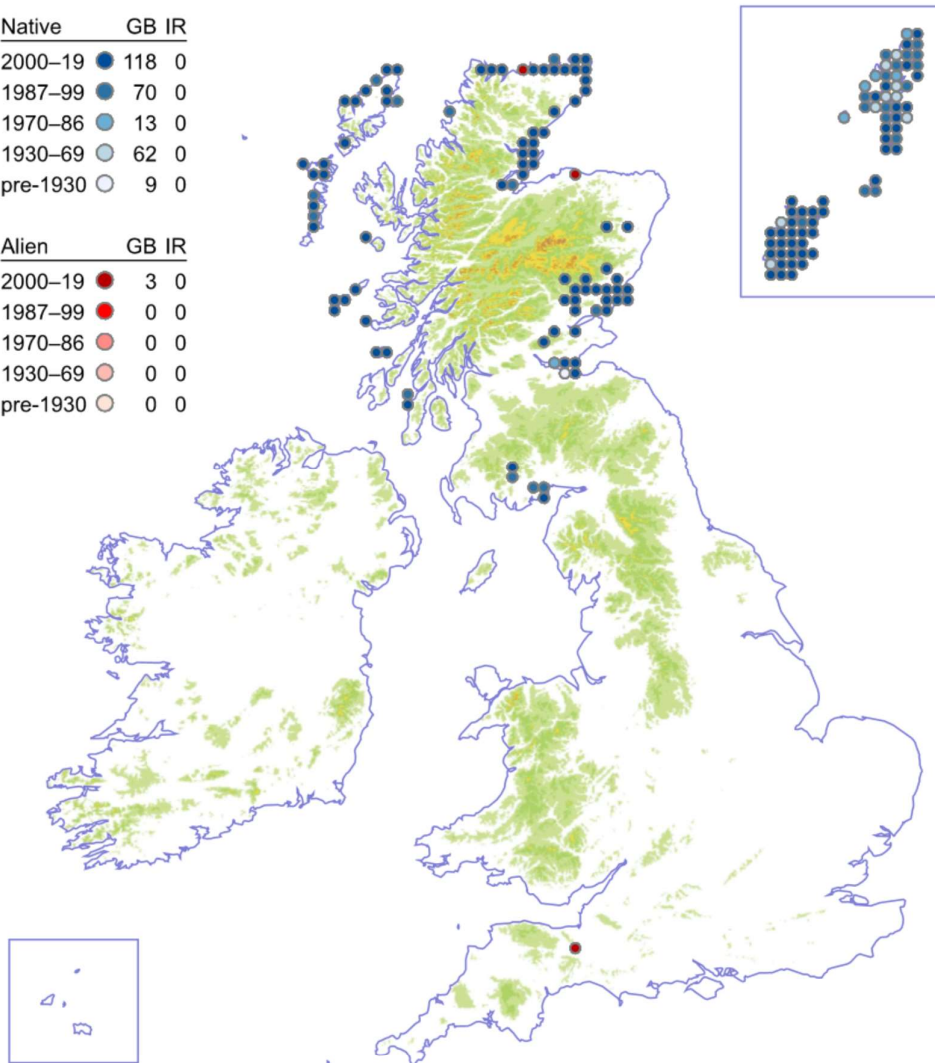 Native GB IR
2000–19 118 0
1987–99 70 0
1970–86 13 0
1930–69 62 0
pre-1930 9 0
Alien GB IR
2000–19 3 0
1987–99 0 0
1970–86 0 0
1930–69 0 0
pre-1930 0 0